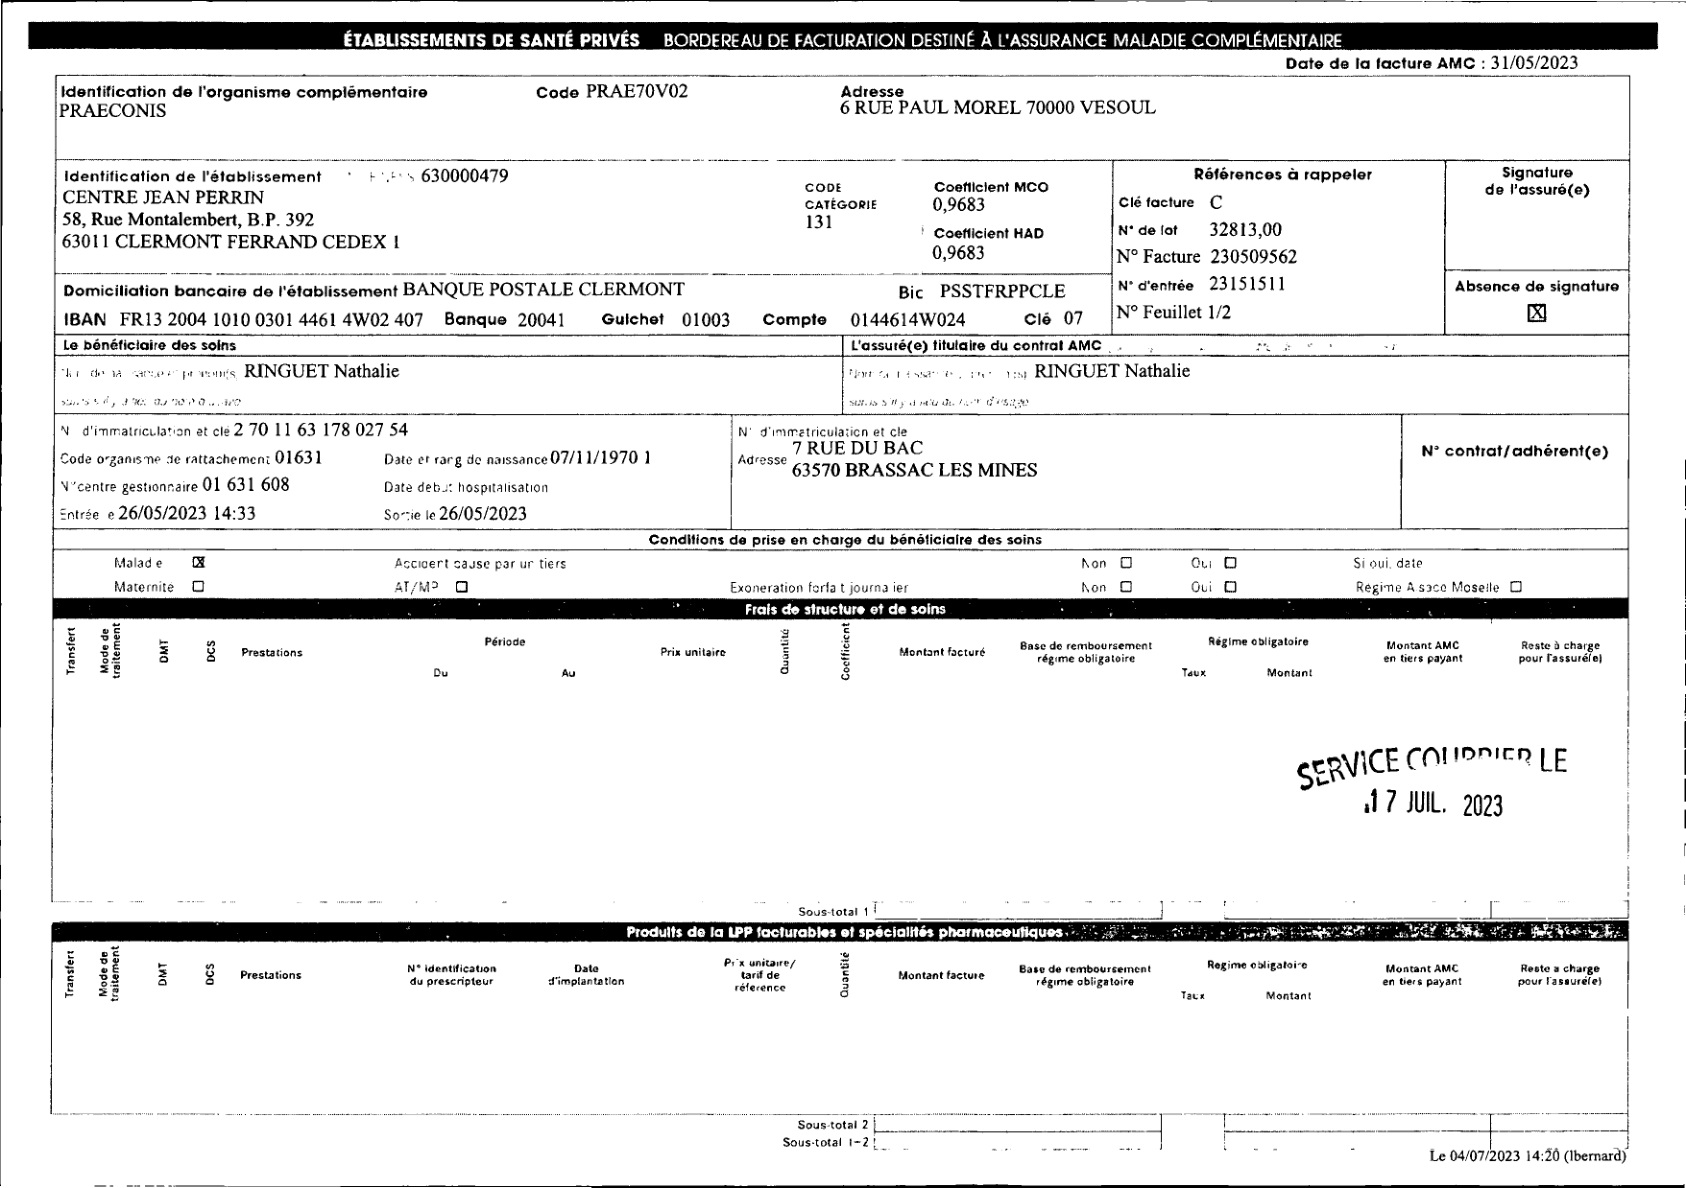 ÉTABLISSEMENTS DE SANTÉ PRIVÉS BORDEREAU DE FACTURATION DESTINÉ À L'ASSURANCE MALADIE COMPLÉMENTAIRE
Date de la facture AMC : 31/05/2023
Identification de l'organisme complémentaire Code PRAE70V02 Adresse
PRAECONIS 6 RUE PAUL MOREL 70000 VESOUL
Identification de l'établissement 630000479
CENTRE JEAN PERRIN
58, Rue Montalembert, B.P. 392
63011 CLERMONT FERRAND CEDEX 1
CODE CATÉGORIE
131
Coefficient MCO
0,9683
Coefficient HAD
0,9683
Références à rappeler
Clé facture C
N° de lot 32813,00
N° Facture 230509562
N° d'entrée 23151511
N° Feuillet 1/2
Signature
de l'assuré(e)
Absence de signature
Domiciliation bancaire de l'établissement BANQUE POSTALE CLERMONT Bic PSSTFRPPCLE
IBAN FR13 2004 1010 0301 4461 4W02 407 Banque 20041 Guichet 01003 Compte 0144614W024 Clé 07
Le bénéficiaire des soins L'assuré(e) titulaire du contrat AMC
RINGUET Nathalie RINGUET Nathalie
N° d'immatriculation et clé 2 70 11 63 178 027 54
Code organisme de rattachement 01631 Date et rang de naissance 07/11/1970 1
N° centre gestionnaire 01 631 608 Date debut hospitalisation
Entrée le 26/05/2023 14:33 Sortie le 26/05/2023
N° d'immatriculation et cle
Adresse 7 RUE DU BAC
63570 BRASSAC LES MINES
N° contrat/adhérent(e)
Conditions de prise en charge du bénéficiaire des soins
Maladie Accident cause par un tiers Non Oui Si oui, date
Maternite AT/MP Exoneration forfait journalier Non Oui Régime Alsace Moselle
Frais de structure et de soins
Transfert Mode de traitement DMT DCS Prestations Période Du Au Prix unitaire Quantité Coefficient Montant facturé Base de remboursement régime obligatoire Régime obligatoire Taux Montant Montant AMC en tiers payant Reste à charge pour l'assuré(e)
SERVICE COURRIER LE
17 JUIL. 2023
Sous-total 1
Produits de la LPP facturables et spécialités pharmaceutiques
Transfert Mode de traitement DMT DCS Prestations N° identification du prescripteur Date d'implantation Prix unitaire/ tarif de réference Quantité Montant facture Base de remboursement régime obligatoire Regime obligatoire Taux Montant Montant AMC en tiers payant Reste a charge pour l'assuré(e)
Sous-total 2
Sous-total 1-2
Le 04/07/2023 14:20 (lbernard)